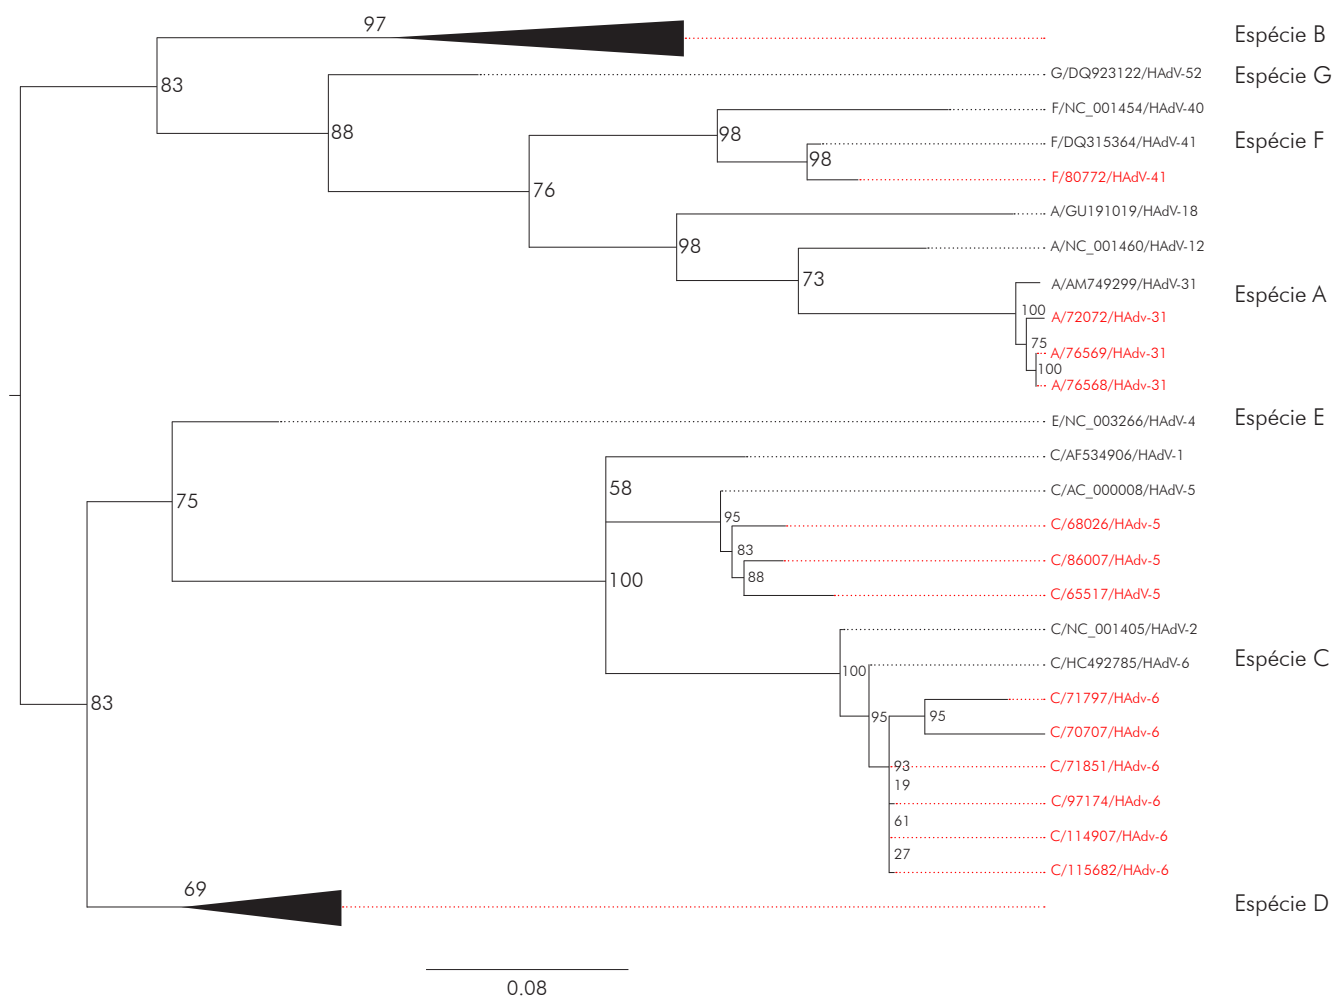 97
Espécie B
83
G/DQ923122/HAdV-52
Espécie G
88
F/NC_001454/HAdV-40
98
F/DQ315364/HAdV-41
Espécie F
98
F/80772/HAdV-41
76
A/GU191019/HAdV-18
98
A/NC_001460/HAdV-12
73
A/AM749299/HAdV-31
Espécie A
100
A/72072/HAdv-31
75
A/76569/HAdv-31
100
A/76568/HAdv-31
E/NC_003266/HAdV-4
Espécie E
C/AF534906/HAdV-1
58
C/AC_000008/HAdV-5
75
95
C/68026/HAdv-5
83
C/86007/HAdv-5
88
100
C/65517/HAdV-5
C/NC_001405/HAdV-2
C/HC492785/HAdV-6
Espécie C
100
C/71797/HAdv-6
83
95
95
C/70707/HAdv-6
93
C/71851/HAdv-6
19
C/97174/HAdv-6
61
C/114907/HAdv-6
27
C/115682/HAdv-6
69
Espécie D
0.08